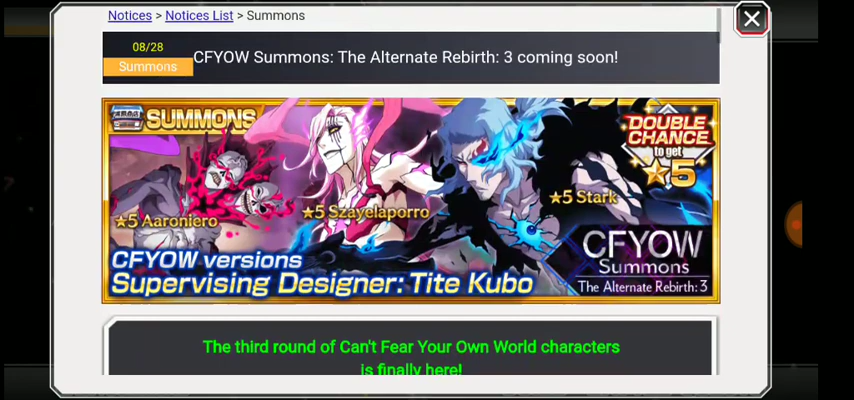 Notices > Notices List > Summons
08/28
Summons
CFYOW Summons: The Alternate Rebirth: 3 coming soon!
SUMMONS
DOUBLE
CHANCE
to get
★5
★5 Aaroniero
★5 Szayelaporro
★5 Stark
CFYOW versions
Supervising Designer: Tite Kubo
CFYOW
Summons
The Alternate Rebirth: 3
The third round of Can't Fear Your Own World characters
is finally here!